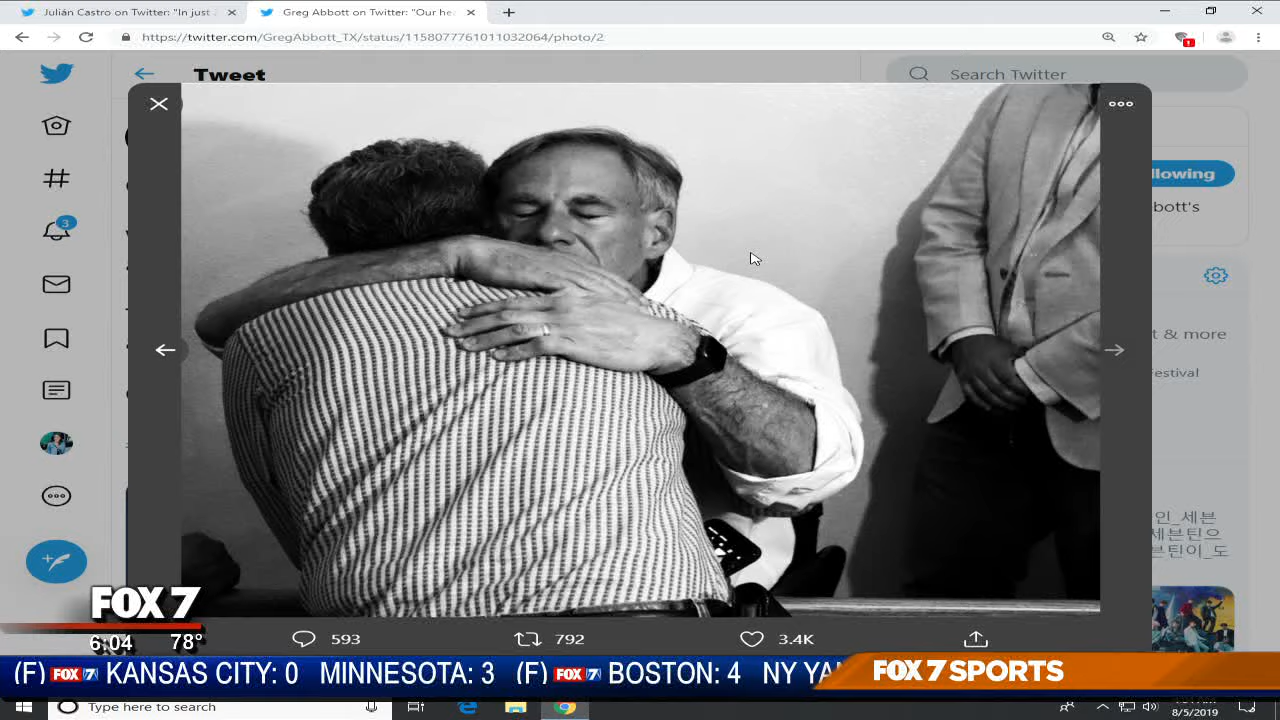 Julián Castro on Twitter: "In just
Greg Abbott on Twitter: "Our he
https://twitter.com/GregAbbott_TX/status/1158077761011032064/photo/2
Tweet
Search Twitter
llowing
bott's
3
t & more
Festival
인_세븐
세븐틴으
븐틴이_도
FOX 7
6:04 78°
593 792 3.4K
(F) FOX 7 KANSAS CITY: 0 MINNESOTA: 3 (F) FOX 7 BOSTON: 4 NY YA
FOX 7 SPORTS
Type here to search
8/5/2019